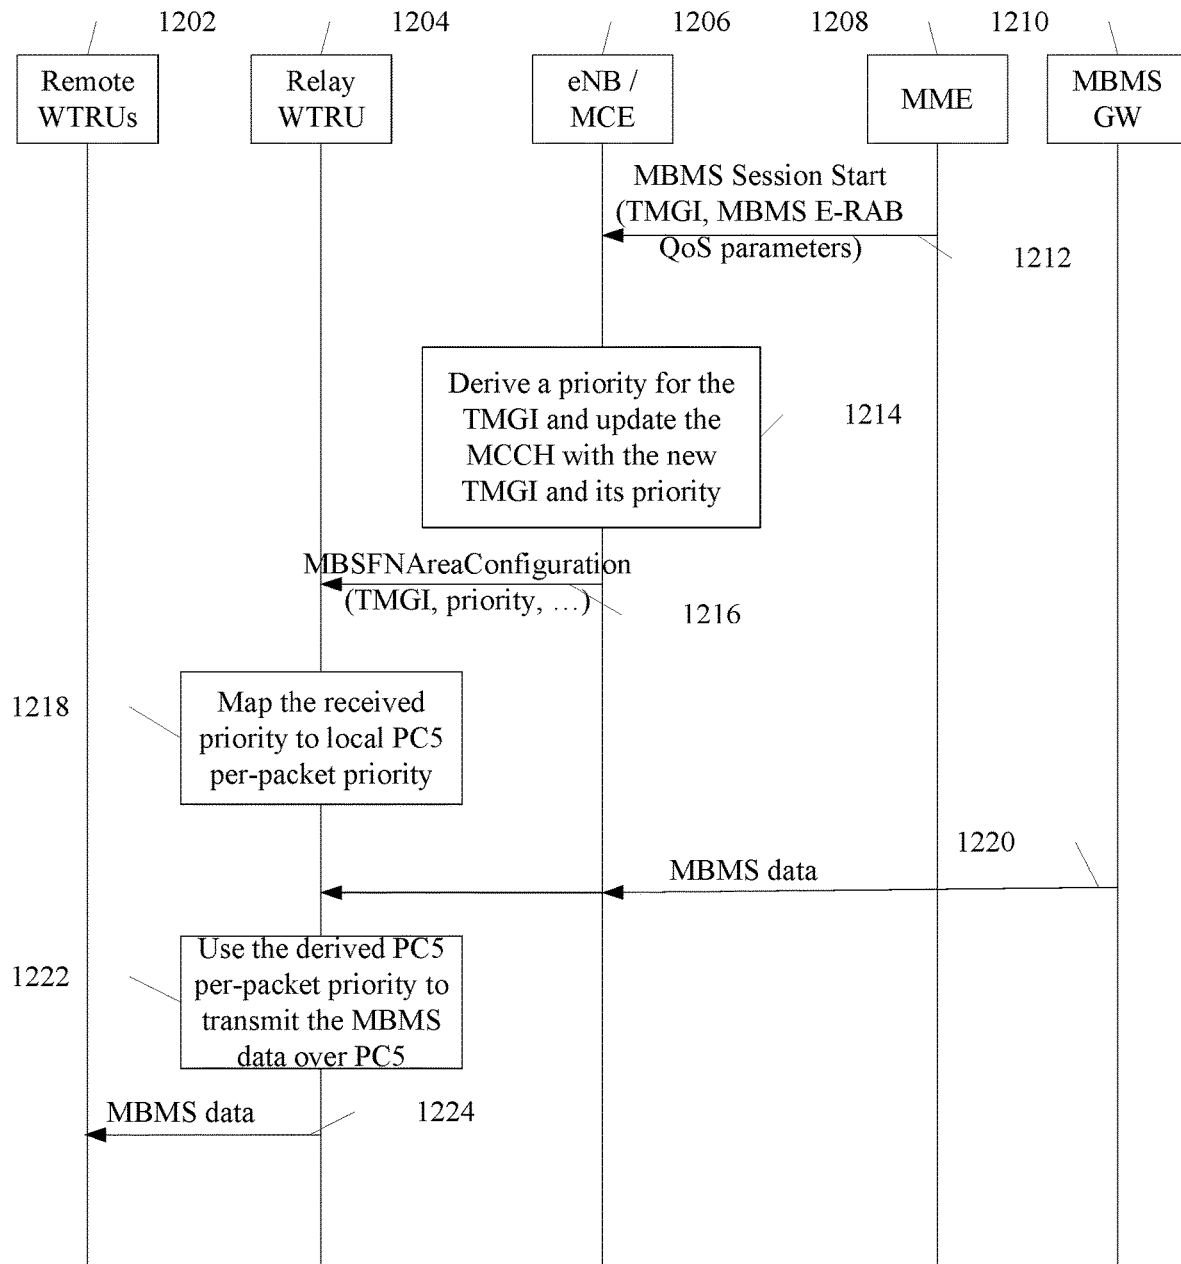 1202
1204
1206
1208
1210
Remote
WTRUs
Relay
WTRU
eNB /
MCE
MME
MBMS
GW
MBMS Session Start
(TMGI, MBMS E-RAB
QoS parameters)
1212
Derive a priority for the
TMGI and update the
MCCH with the new
TMGI and its priority
1214
MBSFNAreaConfiguration
(TMGI, priority, …)
1216
1218
Map the received
priority to local PC5
per-packet priority
1220
MBMS data
1222
Use the derived PC5
per-packet priority to
transmit the MBMS
data over PC5
MBMS data
1224